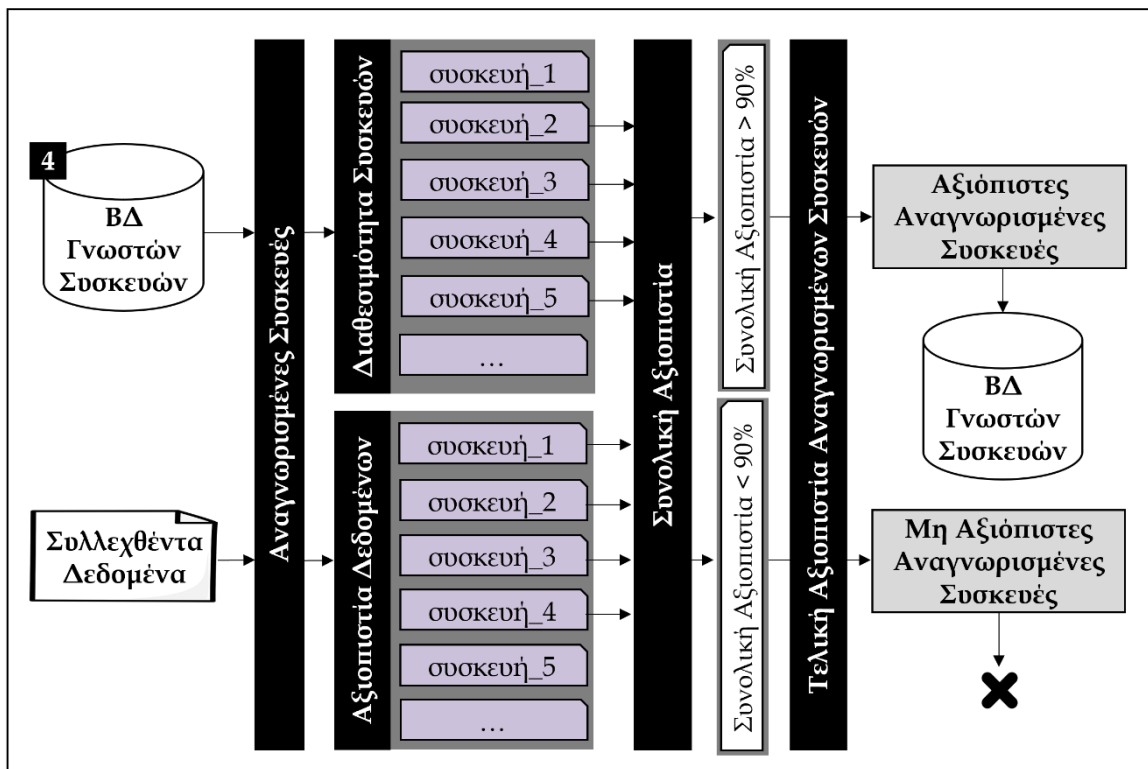 4
ΒΔ
Γνωστών
Συσκευών
Συλλεχθέντα
Δεδομένα
Αναγνωρισμένες Συσκευές
Διαθεσιμότητα Συσκευών
συσκευή_1
συσκευή_2
συσκευή_3
συσκευή_4
συσκευή_5
...
Αξιοπιστία Δεδομένων
συσκευή_1
συσκευή_2
συσκευή_3
συσκευή_4
συσκευή_5
...
Συνολική Αξιοπιστία
Συνολική Αξιοπιστία > 90%
Συνολική Αξιοπιστία < 90%
Τελική Αξιοπιστία Αναγνωρισμένων Συσκευών
Αξιόπιστες
Αναγνωρισμένες
Συσκευές
ΒΔ
Γνωστών
Συσκευών
Μη Αξιόπιστες
Αναγνωρισμένες
Συσκευές